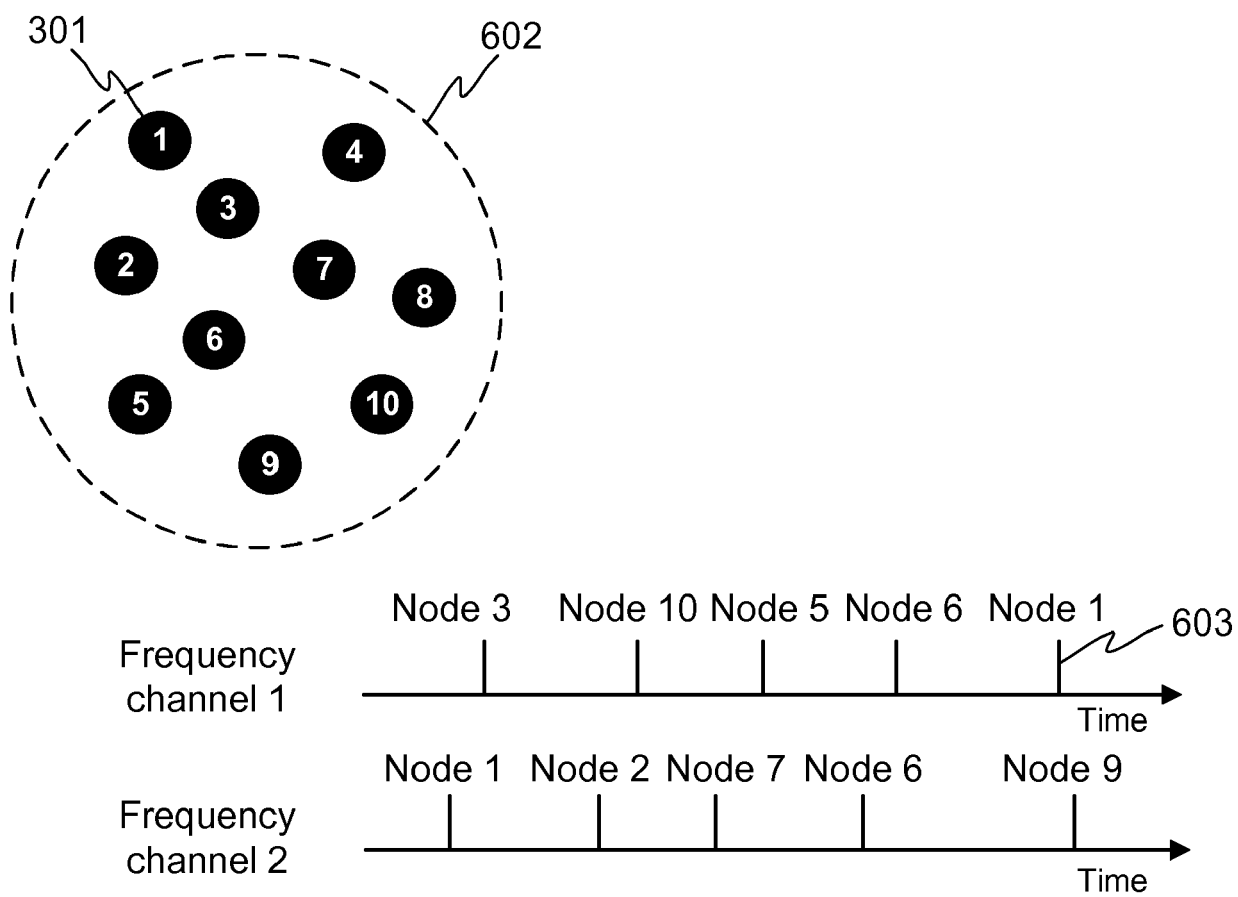 301
602
1
4
3
2
7
8
6
5
10
9
Node 3 Node 10 Node 5 Node 6 Node 1
603
Frequency
channel 1
Time
Node 1 Node 2 Node 7 Node 6 Node 9
Frequency
channel 2
Time